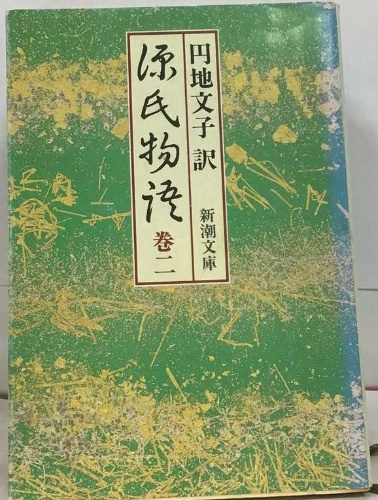 円地文子 訳
源氏物語
巻二
新潮文庫